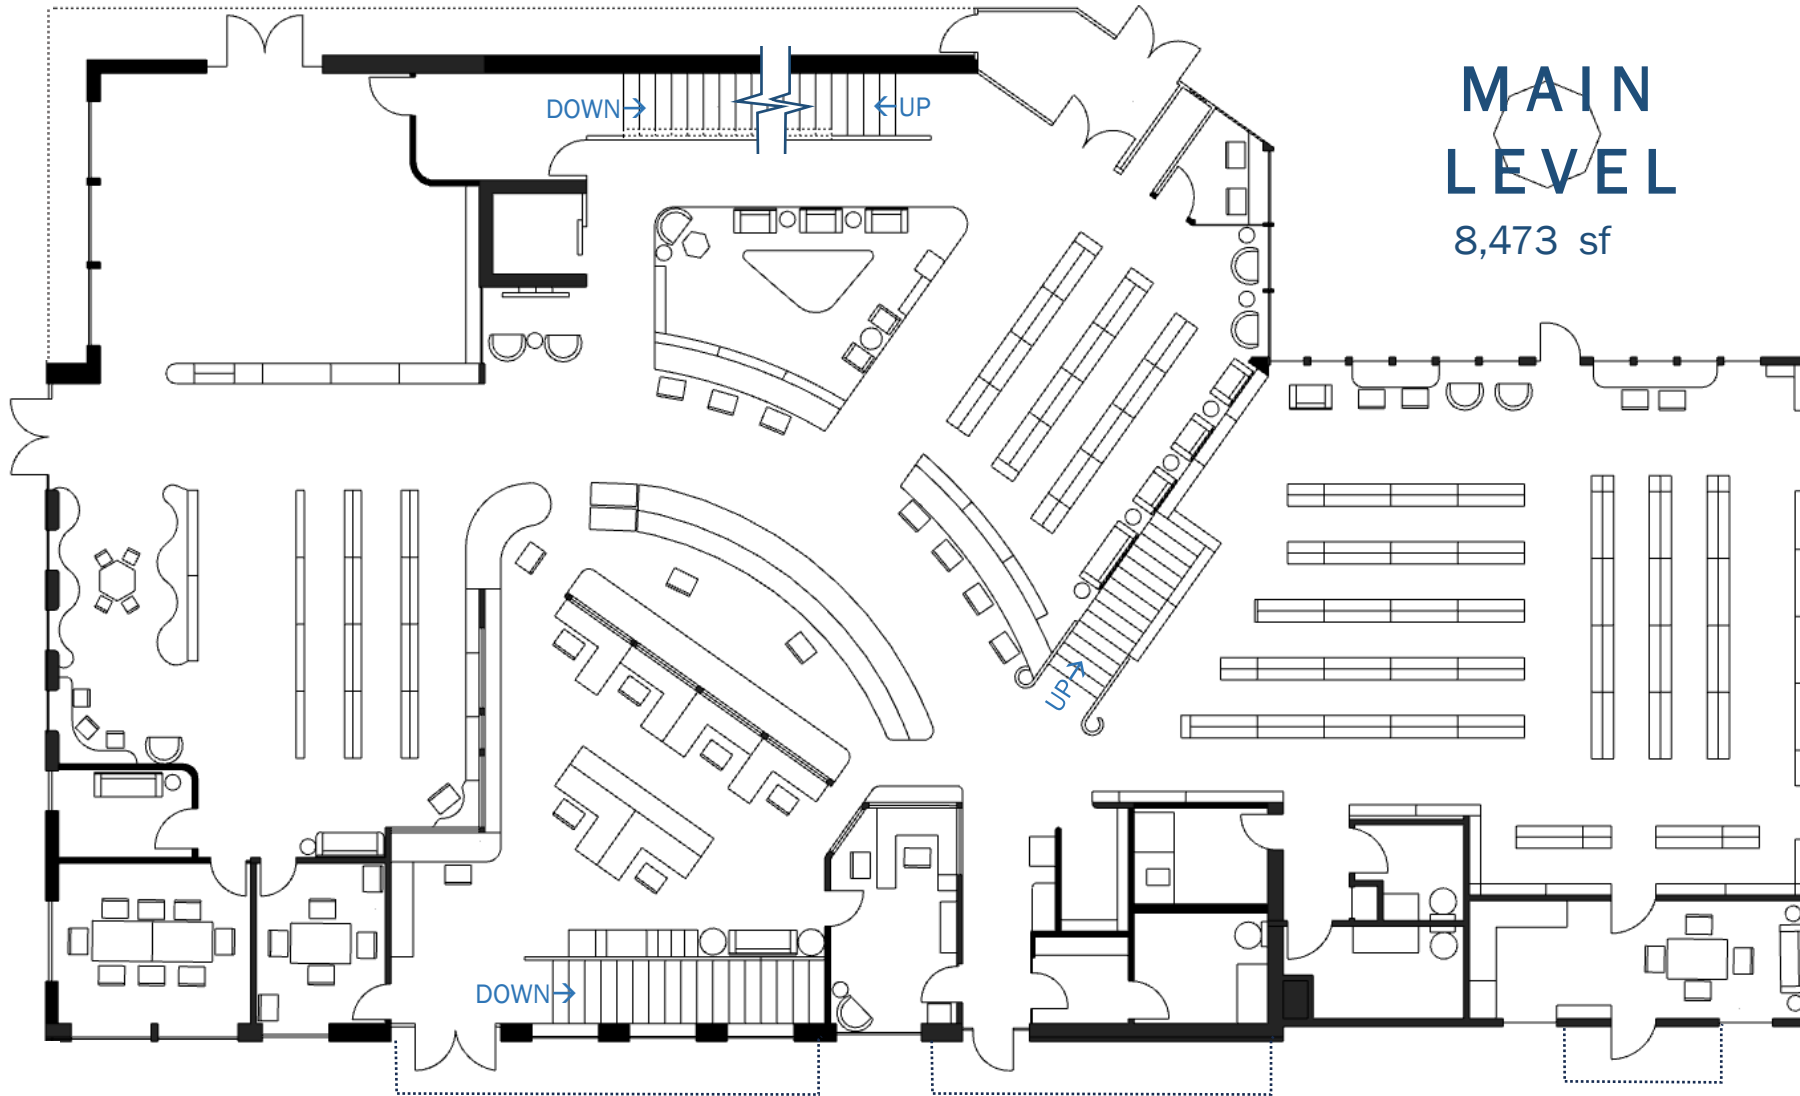 MAIN
LEVEL
8,473 sf
DOWN→
←UP
UP→
DOWN→